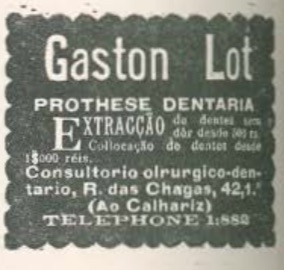 Gaston Lot
PROTHESE DENTARIA
EXTRACÇÃO de dentes sem
dôr desde 500 rs.
Collocação de dentes desde
1$000 réis.
Consultorio cirurgico-den-
tario, R. das Chagas, 42,1.º
(Ao Calhariz)
TELEPHONE 1:882